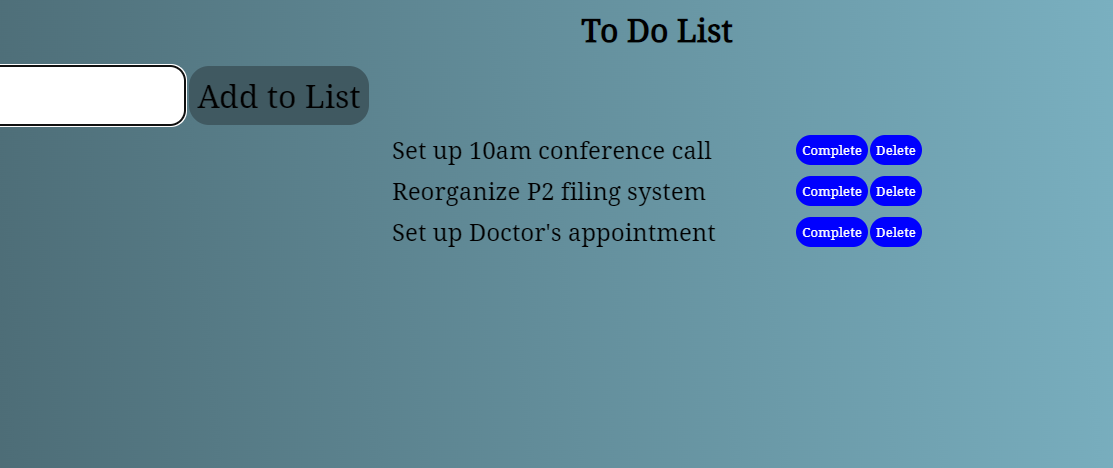 To Do List
Add to List
Set up 10am conference call Complete Delete
Reorganize P2 filing system Complete Delete
Set up Doctor's appointment Complete Delete